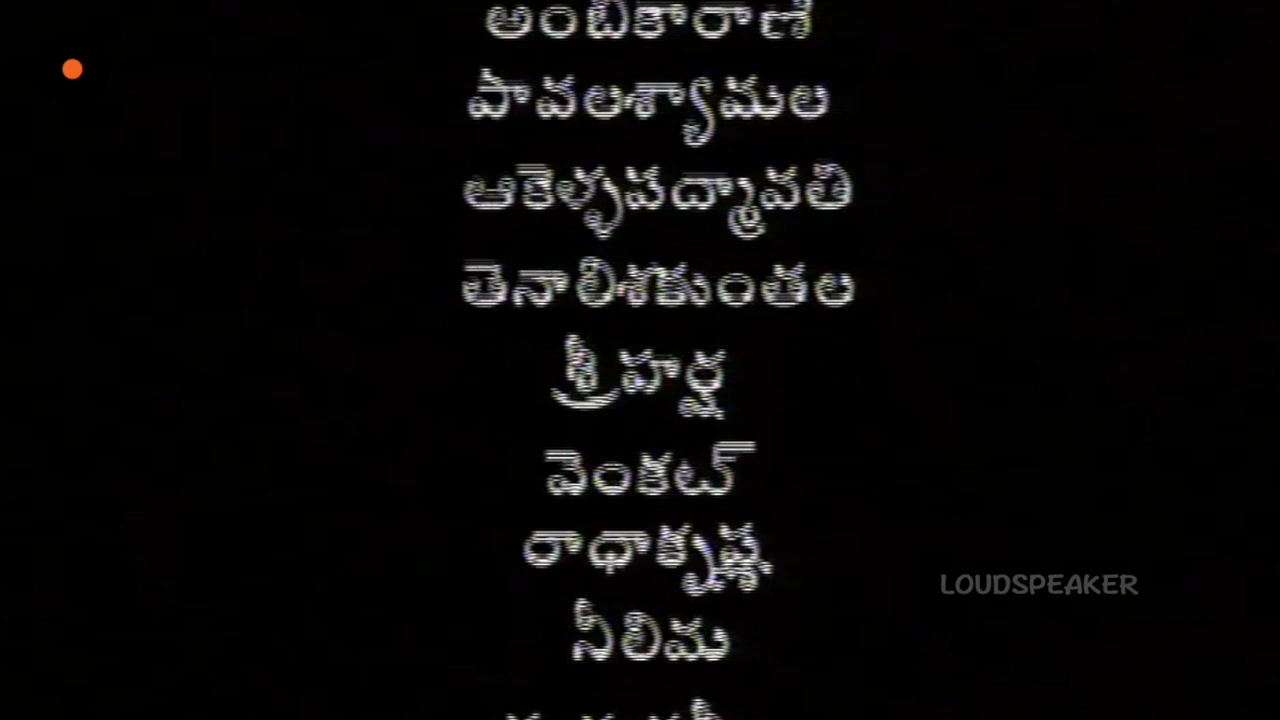 పావలశ్యామల
ఆకెళ్ళపద్మావతి
తెనాలిశకుంతల
శ్రీహర్ష
వెంకట్
రాధాకృష్ణ
LOUDSPEAKER
నీలిమ